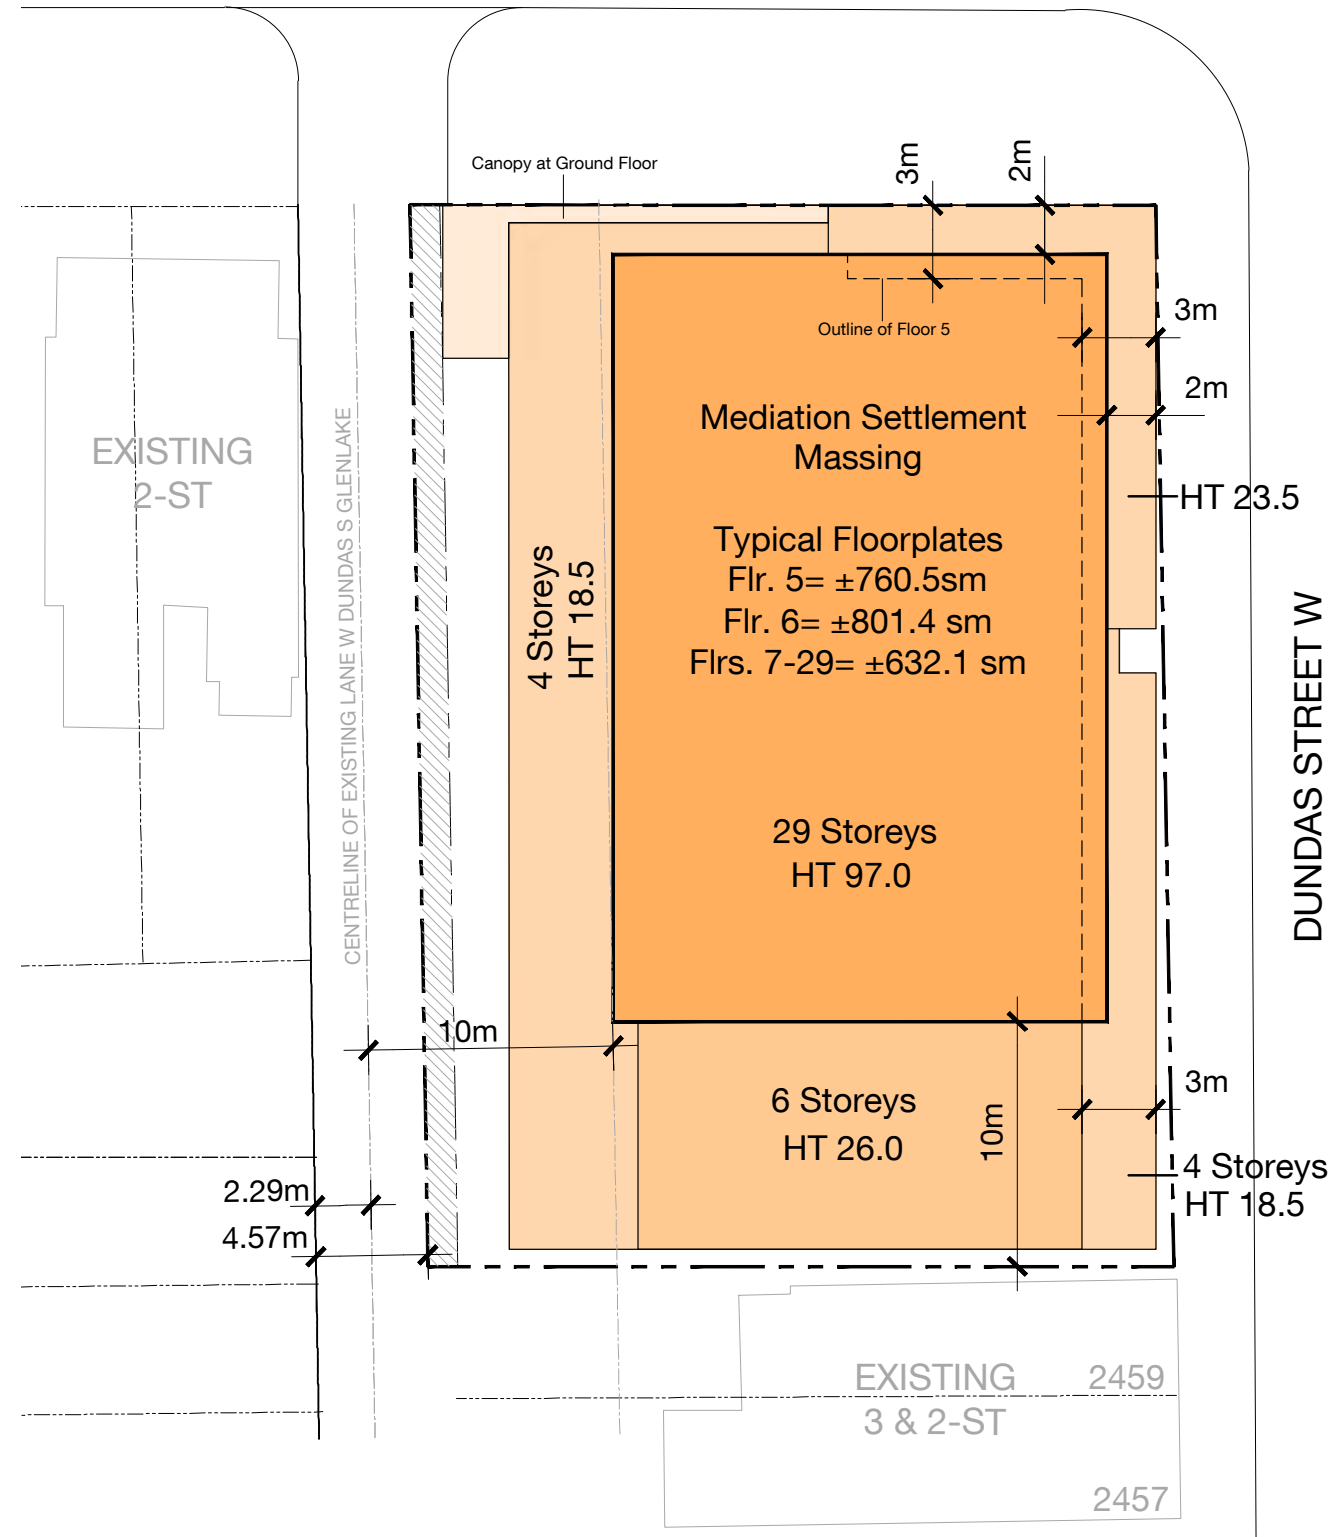 Canopy at Ground Floor
3m
2m
Outline of Floor 5
3m
2m
Mediation Settlement
Massing
EXISTING
2-ST
CENTRELINE OF EXISTING LANE W DUNDAS S GLENLAKE
HT 23.5
4 Storeys
HT 18.5
Typical Floorplates
Flr. 5= ±760.5sm
Flr. 6= ±801.4 sm
Flrs. 7-29= ±632.1 sm
DUNDAS STREET W
29 Storeys
HT 97.0
10m
6 Storeys
HT 26.0
10m
3m
4 Storeys
HT 18.5
2.29m
4.57m
EXISTING
3 & 2-ST
2459
2457